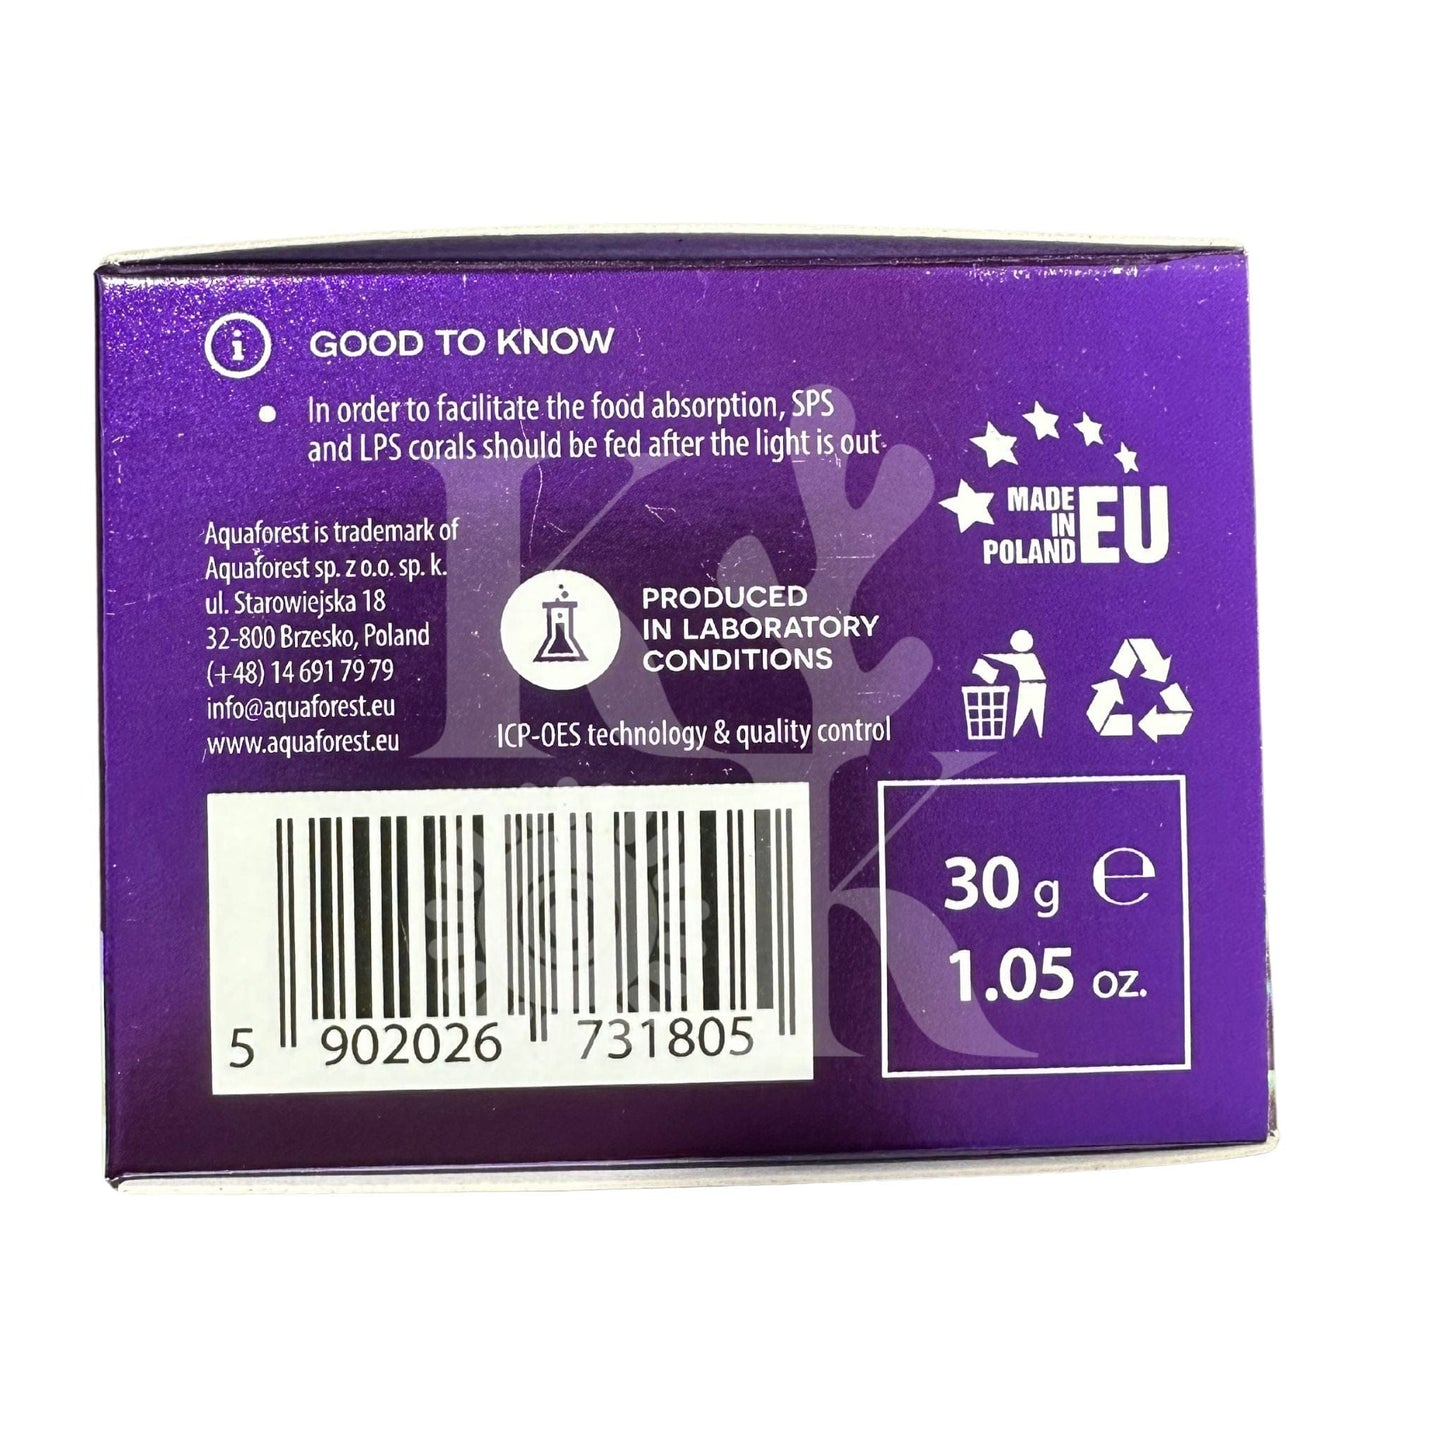 GOOD TO KNOW
• In order to facilitate the food absorption, SPS
and LPS corals should be fed after the light is out
Aquaforest is trademark of
Aquaforest sp. z o.o. sp. k.
ul. Starowiejska 18
32-800 Brzesko, Poland
(+48) 14 691 79 79
info@aquaforest.eu
www.aquaforest.eu
PRODUCED
IN LABORATORY
CONDITIONS
ICP-OES technology & quality control
MADE
IN
POLAND
EU
5 902026 731805
30 g ℮
1.05 oz.
K
K